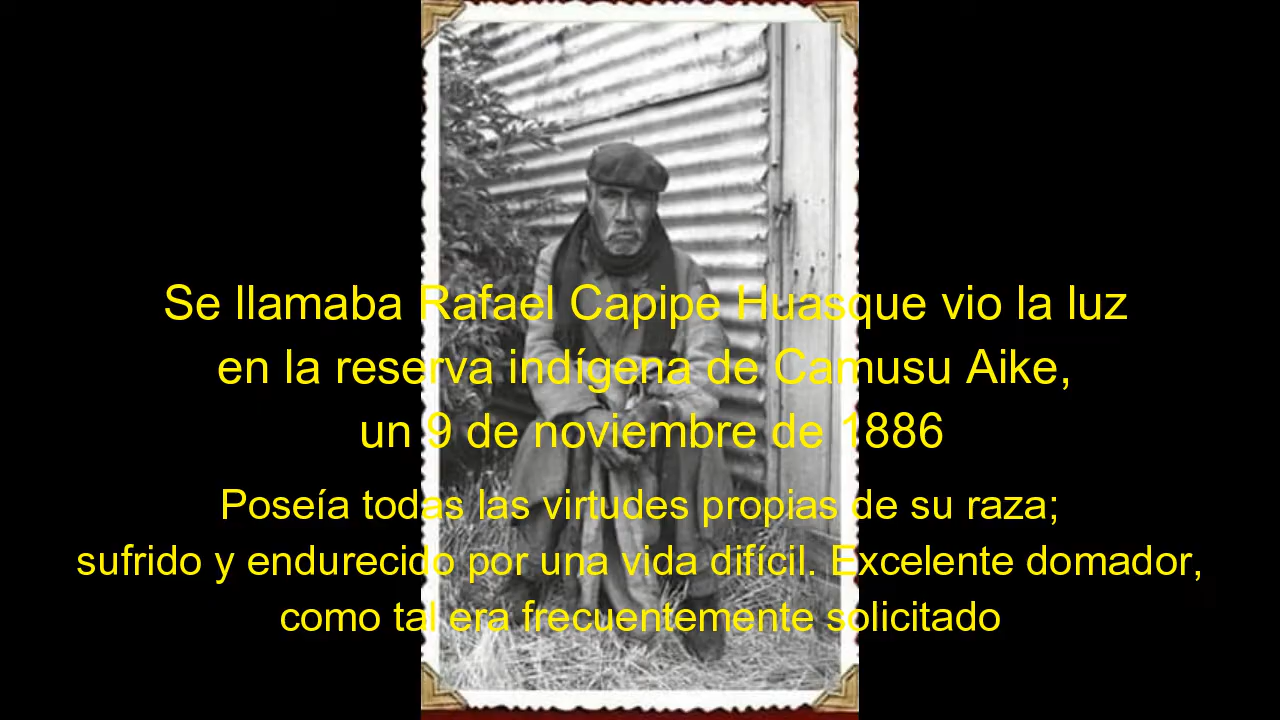 Se llamaba Rafael Capipe Huasque vio la luz
en la reserva indígena de Camusu Aike,
un 9 de noviembre de 1886
Poseía todas las virtudes propias de su raza;
sufrido y endurecido por una vida difícil. Excelente domador,
como tal era frecuentemente solicitado